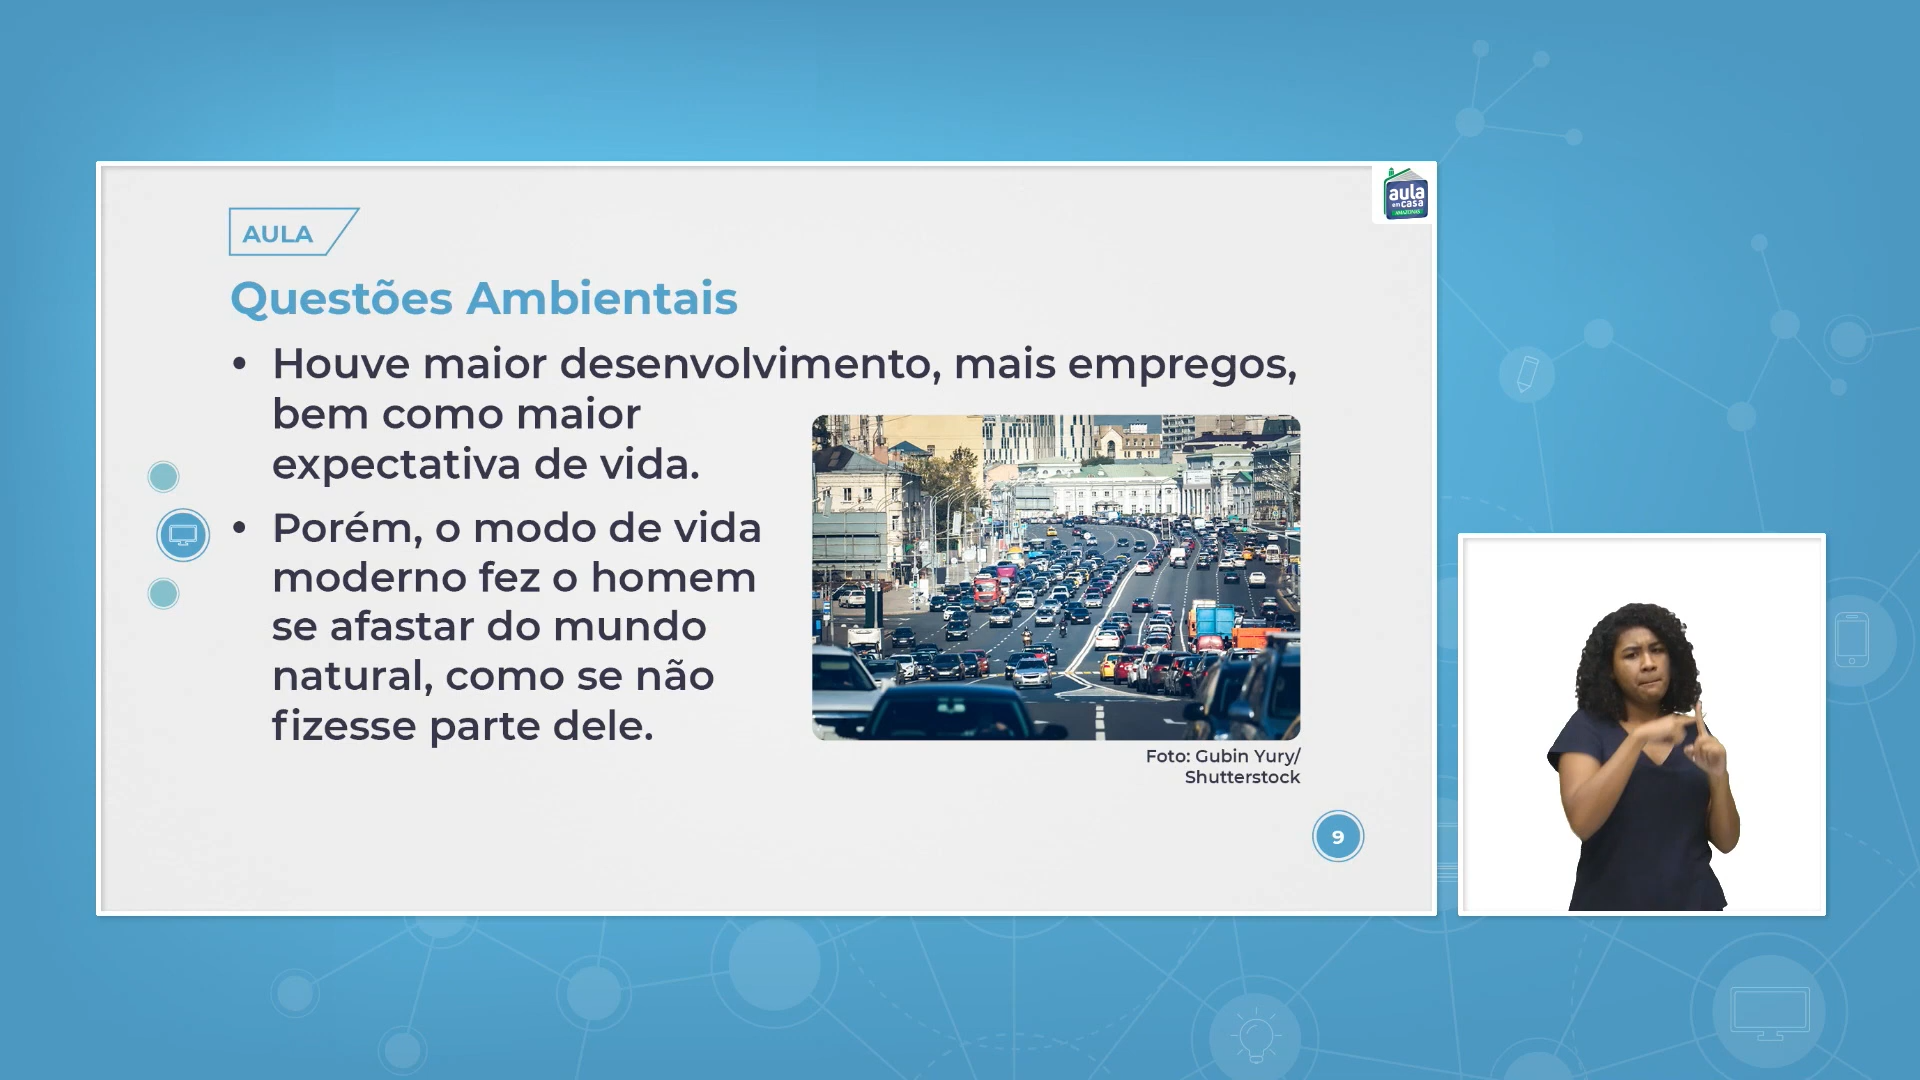 aula
em casa
AMAZONAS
AULA
Questões Ambientais
• Houve maior desenvolvimento, mais empregos,
bem como maior
expectativa de vida.
• Porém, o modo de vida
moderno fez o homem
se afastar do mundo
natural, como se não
fizesse parte dele.
Foto: Gubin Yury/
Shutterstock
9